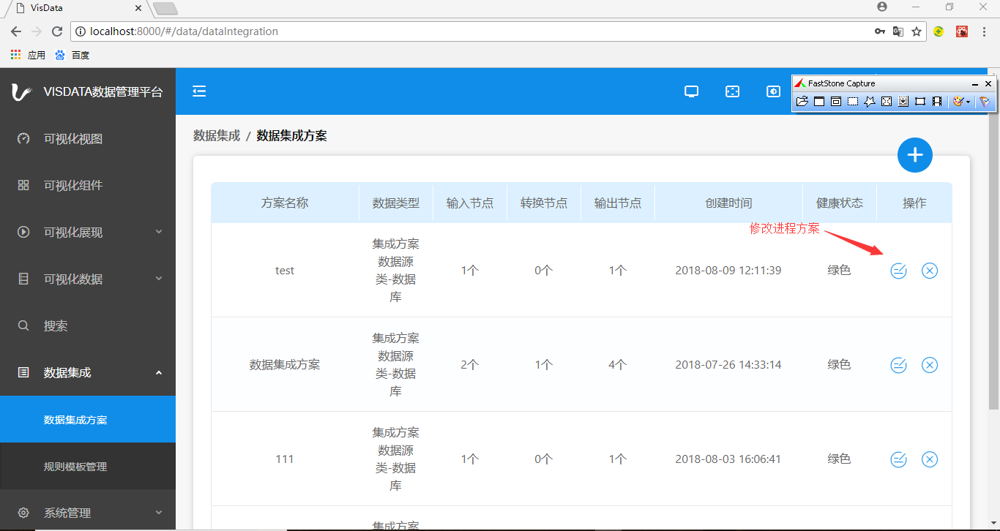 VisData
localhost:8000/#/data/dataIntegration
应用
百度
VISDATA数据管理平台
FastStone Capture
可视化视图
可视化组件
可视化展现
可视化数据
搜索
数据集成
数据集成方案
规则模板管理
系统管理
数据集成 / 数据集成方案
方案名称 数据类型 输入节点 转换节点 输出节点 创建时间 健康状态 操作
修改进程方案
test 集成方案 1个 0个 1个 2018-08-09 12:11:39 绿色
数据源
类-数据
库
数据集成方案 集成方案 2个 1个 4个 2018-07-26 14:33:14 绿色
数据源
类-数据
库
111 集成方案 1个 0个 1个 2018-08-03 16:06:41 绿色
数据源
类-数据
库
集成方案